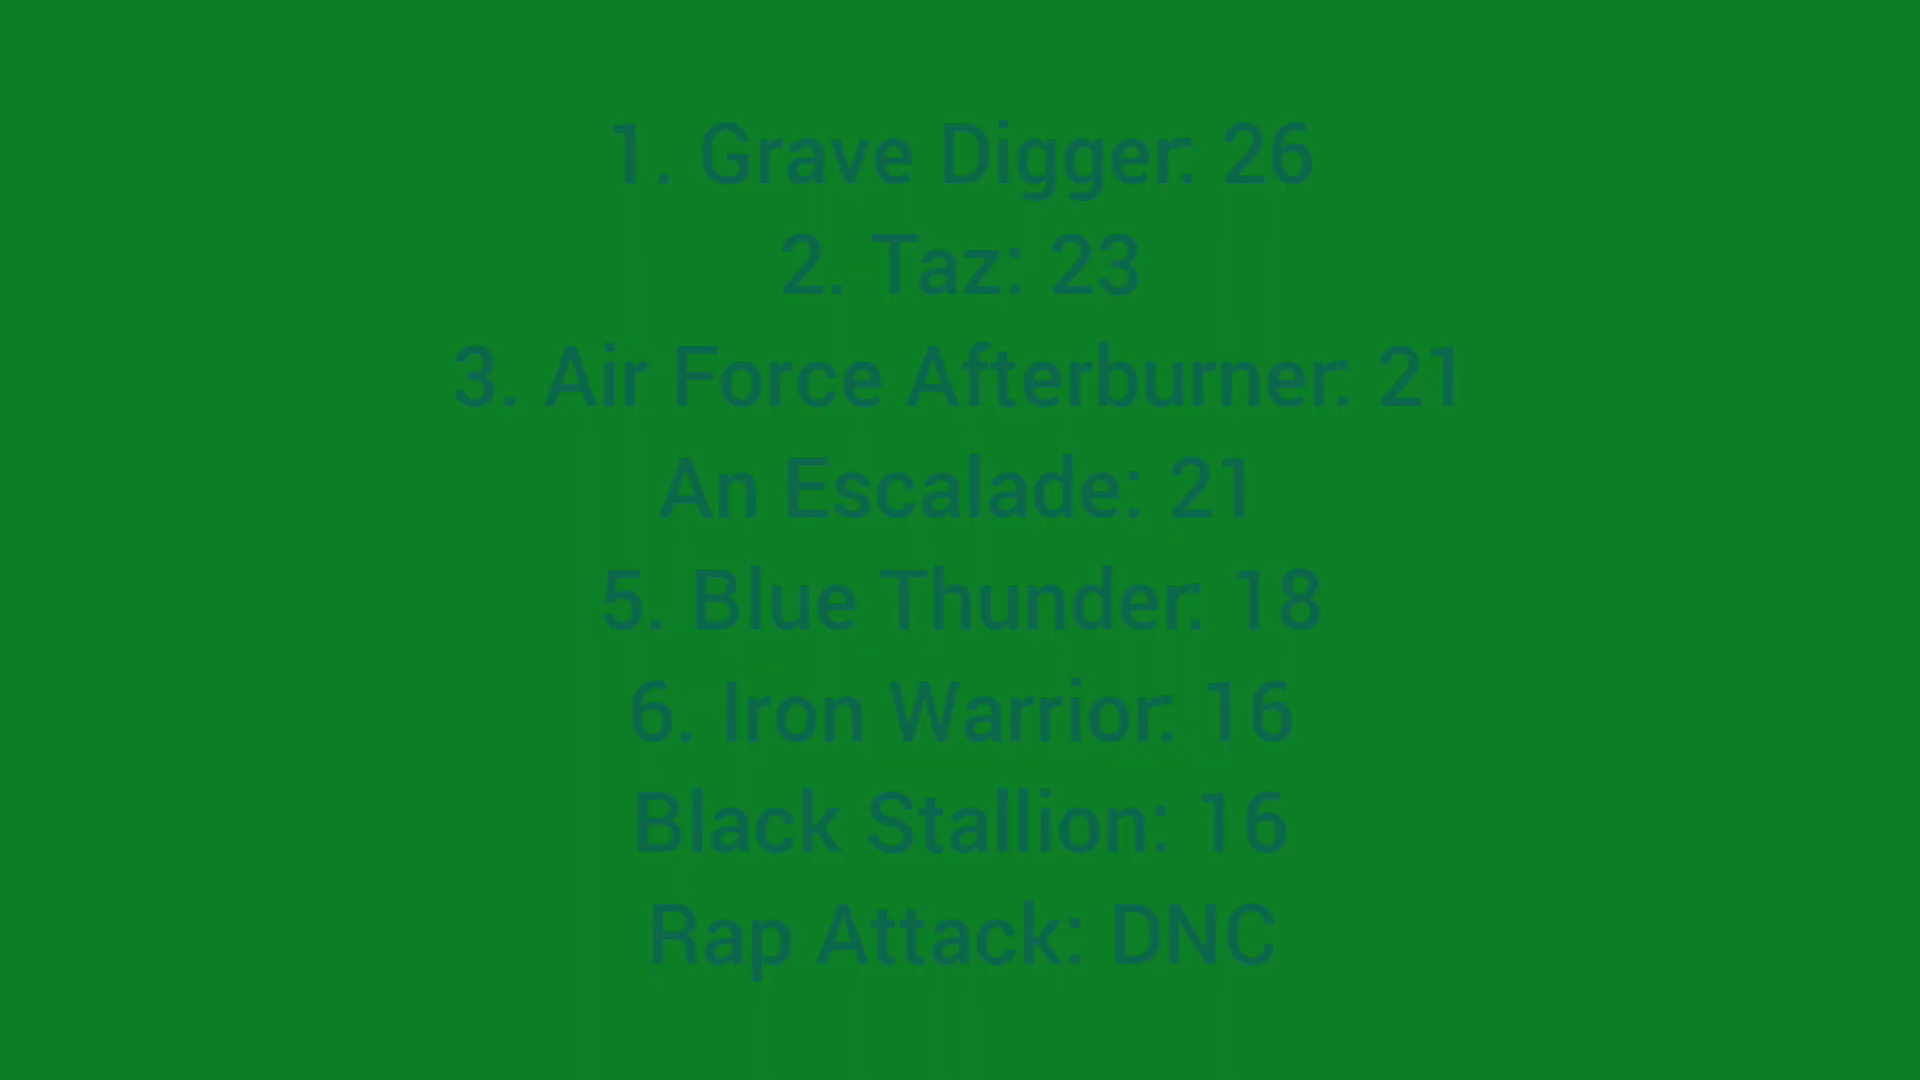 1. Grave Digger: 26
2. Taz: 23
3. Air Force Afterburner: 21
An Escalade: 21
5. Blue Thunder: 18
6. Iron Warrior: 16
Black Stallion: 16
Rap Attack: DNC